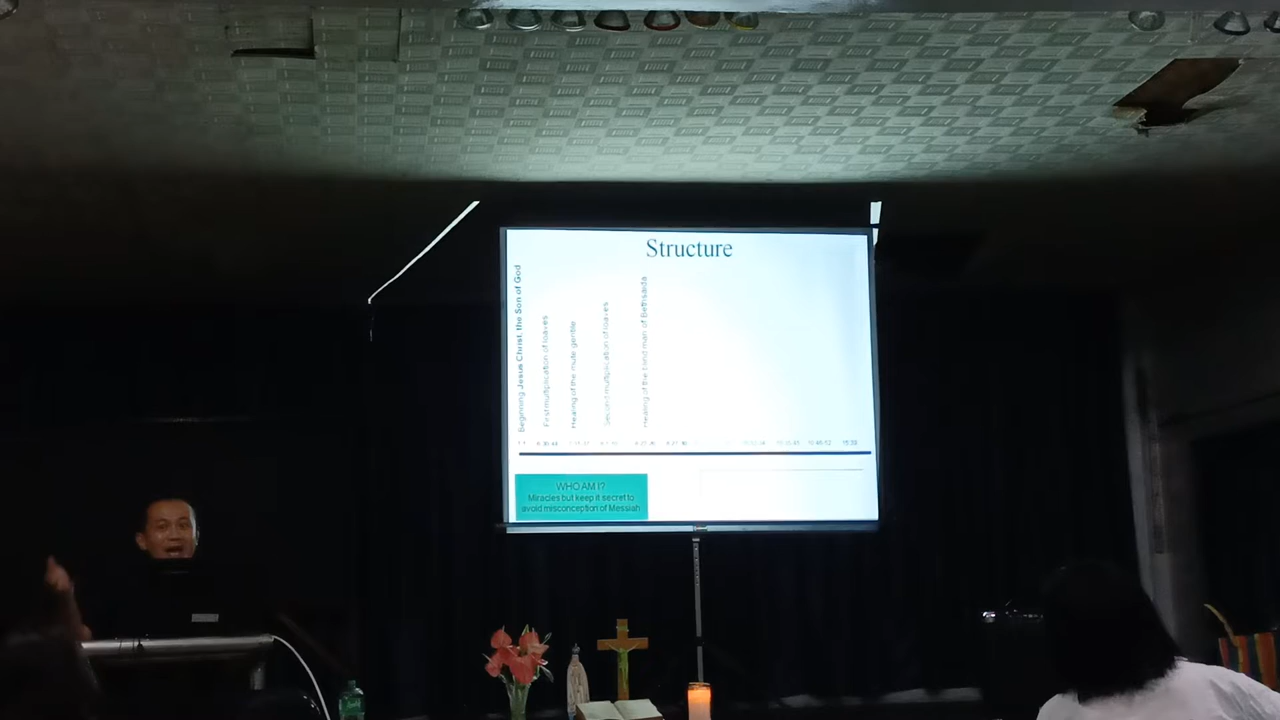 Structure
Beginning Jesus Christ, the Son of God
First multiplication of loaves
Healing of the mute gentile
Second multiplication of loaves
Healing of the blind man of Bethsaida
WHO AM I?
Miracles but keep it secret to
avoid misconception of Messiah